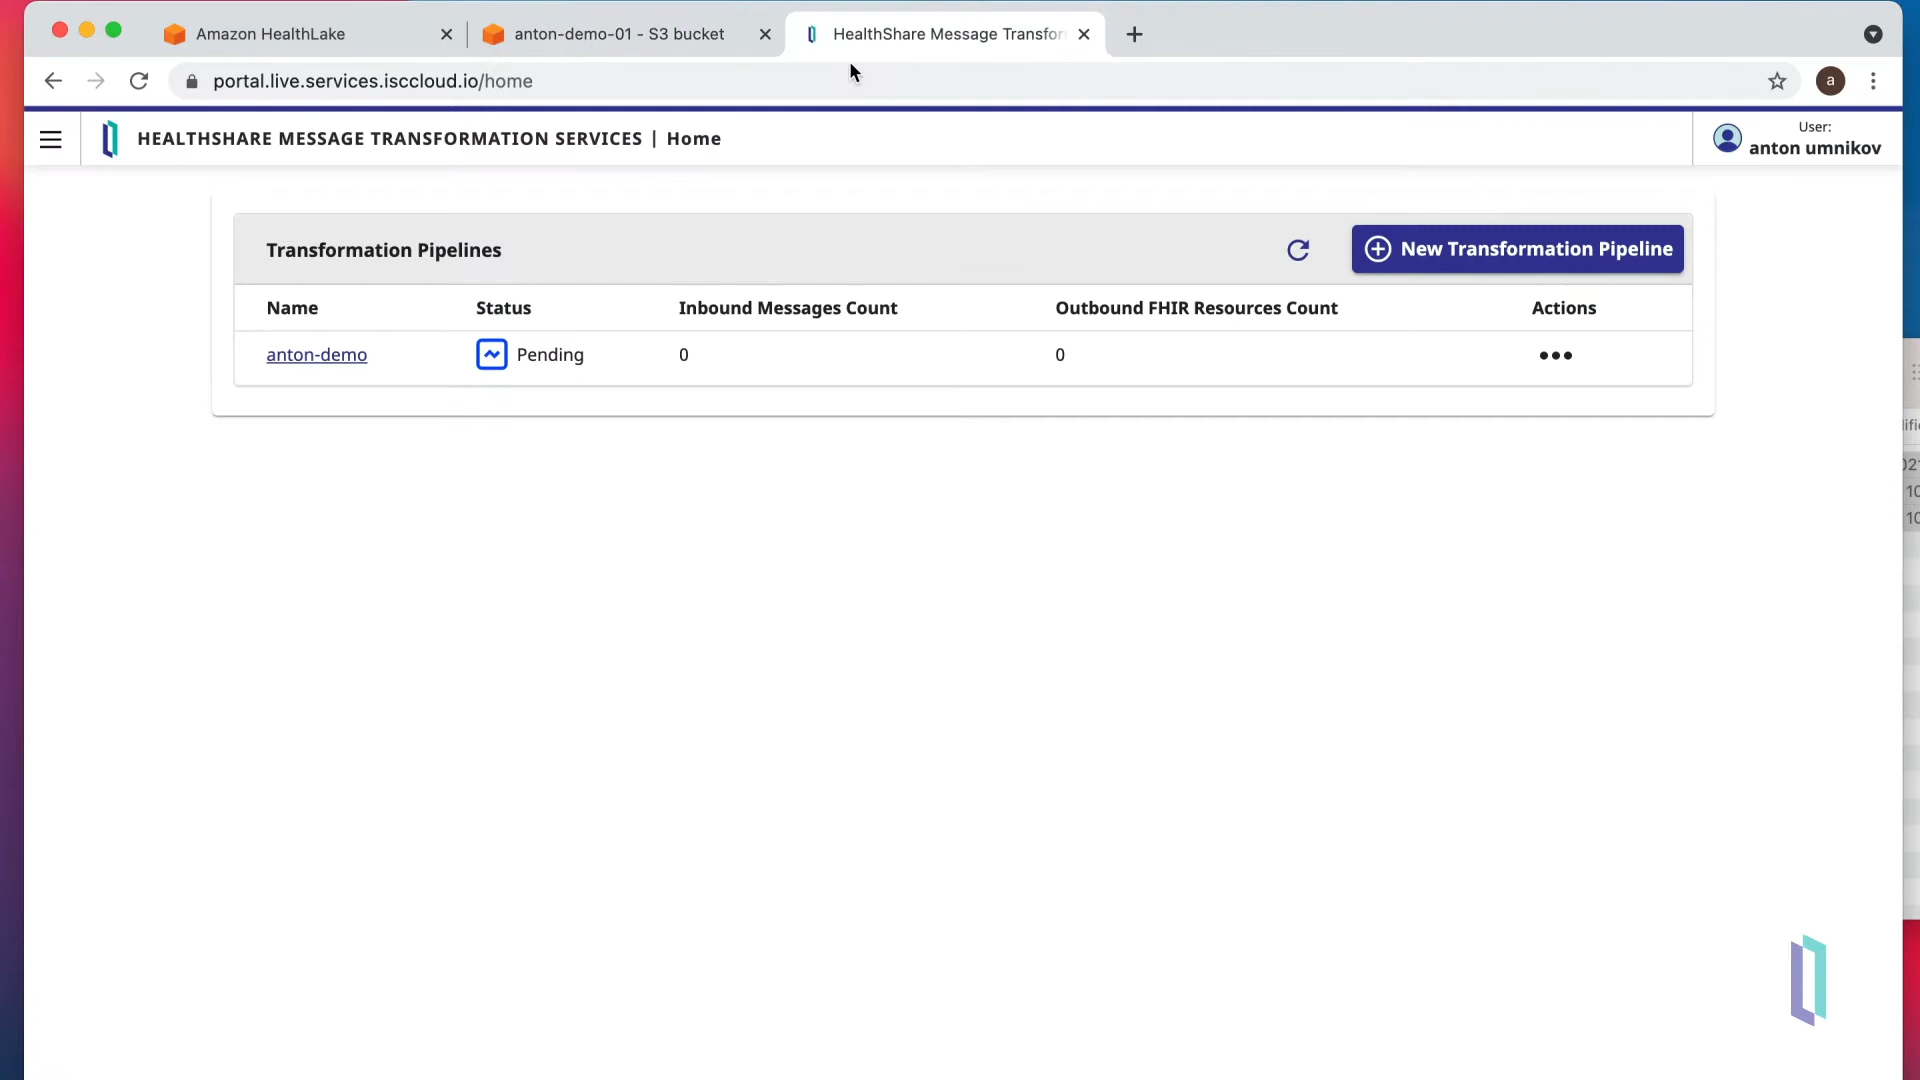 Amazon HealthLake
anton-demo-01 - S3 bucket
HealthShare Message Transfor
portal.live.services.isccloud.io/home
a
HEALTHSHARE MESSAGE TRANSFORMATION SERVICES | Home
User:
anton umnikov
Transformation Pipelines
New Transformation Pipeline
Name Status Inbound Messages Count Outbound FHIR Resources Count Actions
anton-demo Pending 0 0
10
10